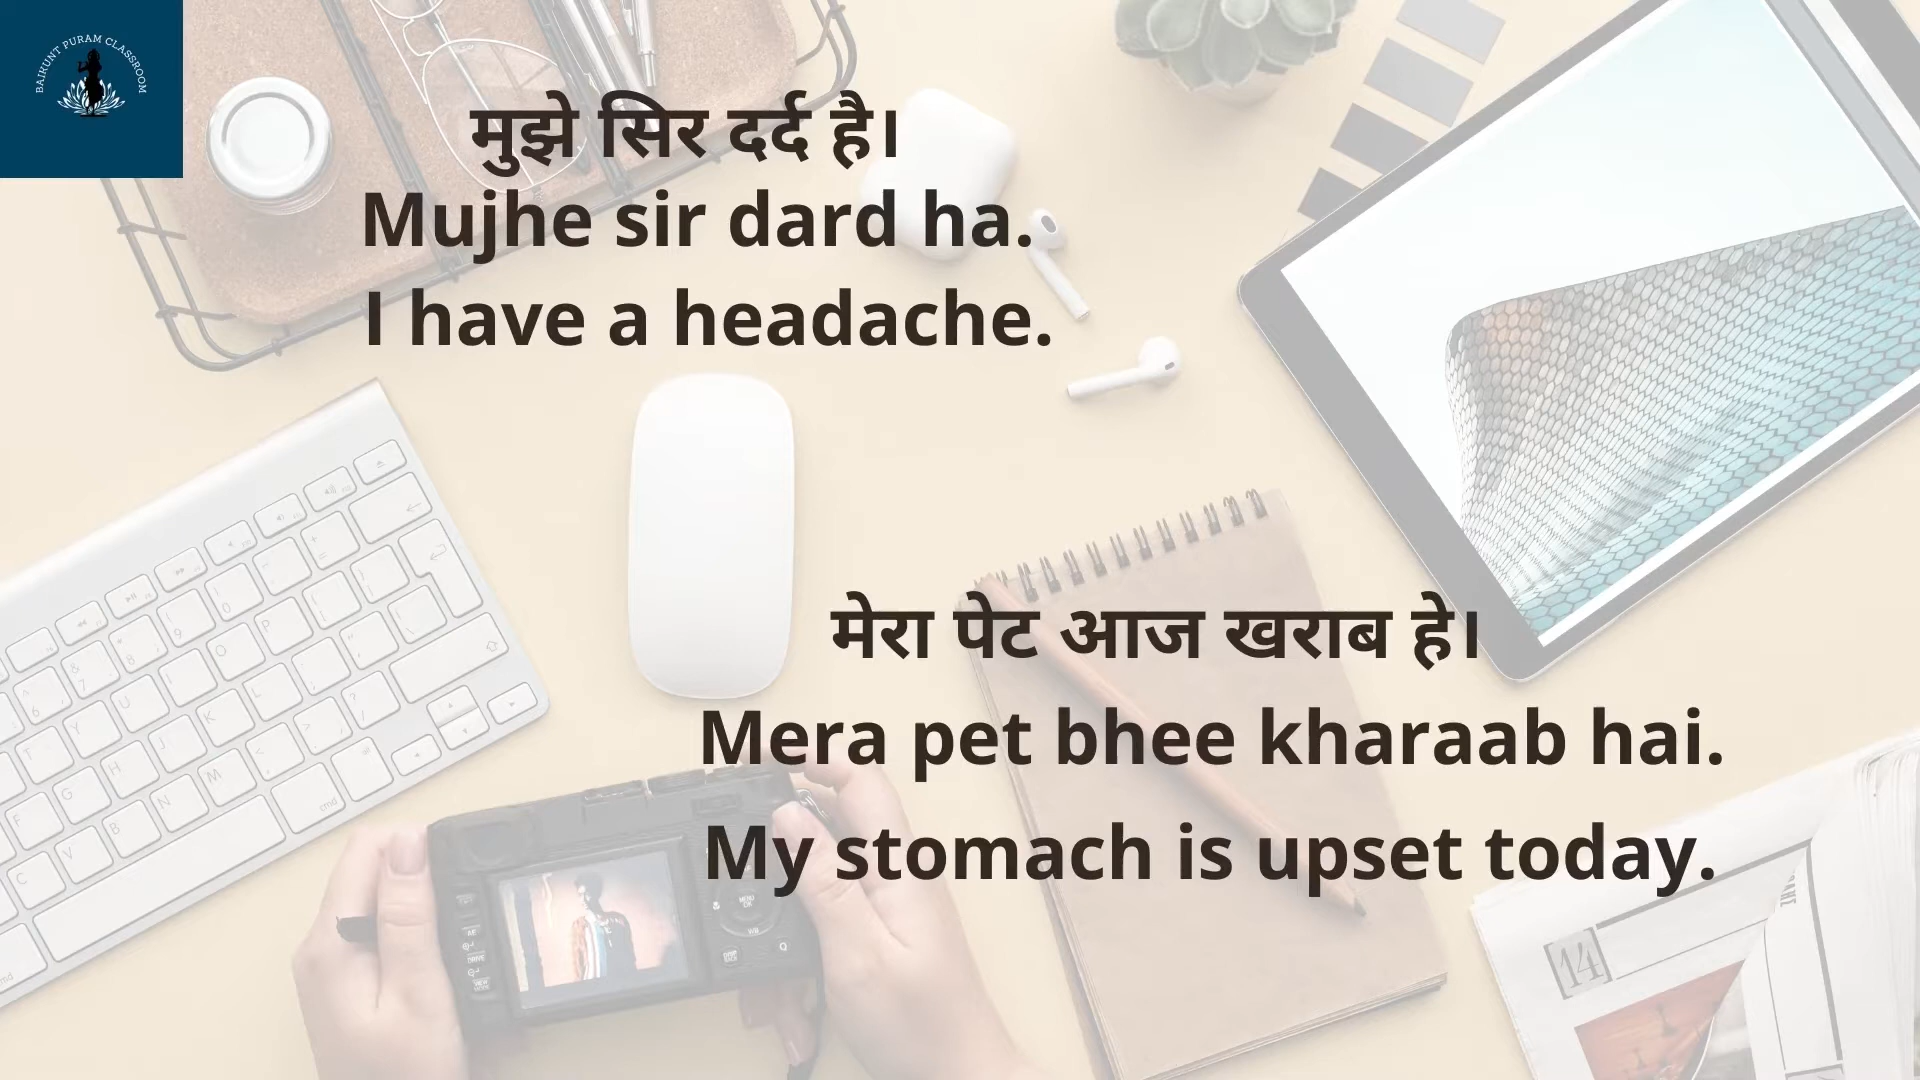 BAIKUNT PURAM CLASSROOM
मुझे सिर दर्द है।
Mujhe sir dard ha.
I have a headache.
मेरा पेट आज खराब हे।
Mera pet bhee kharaab hai.
My stomach is upset today.
14